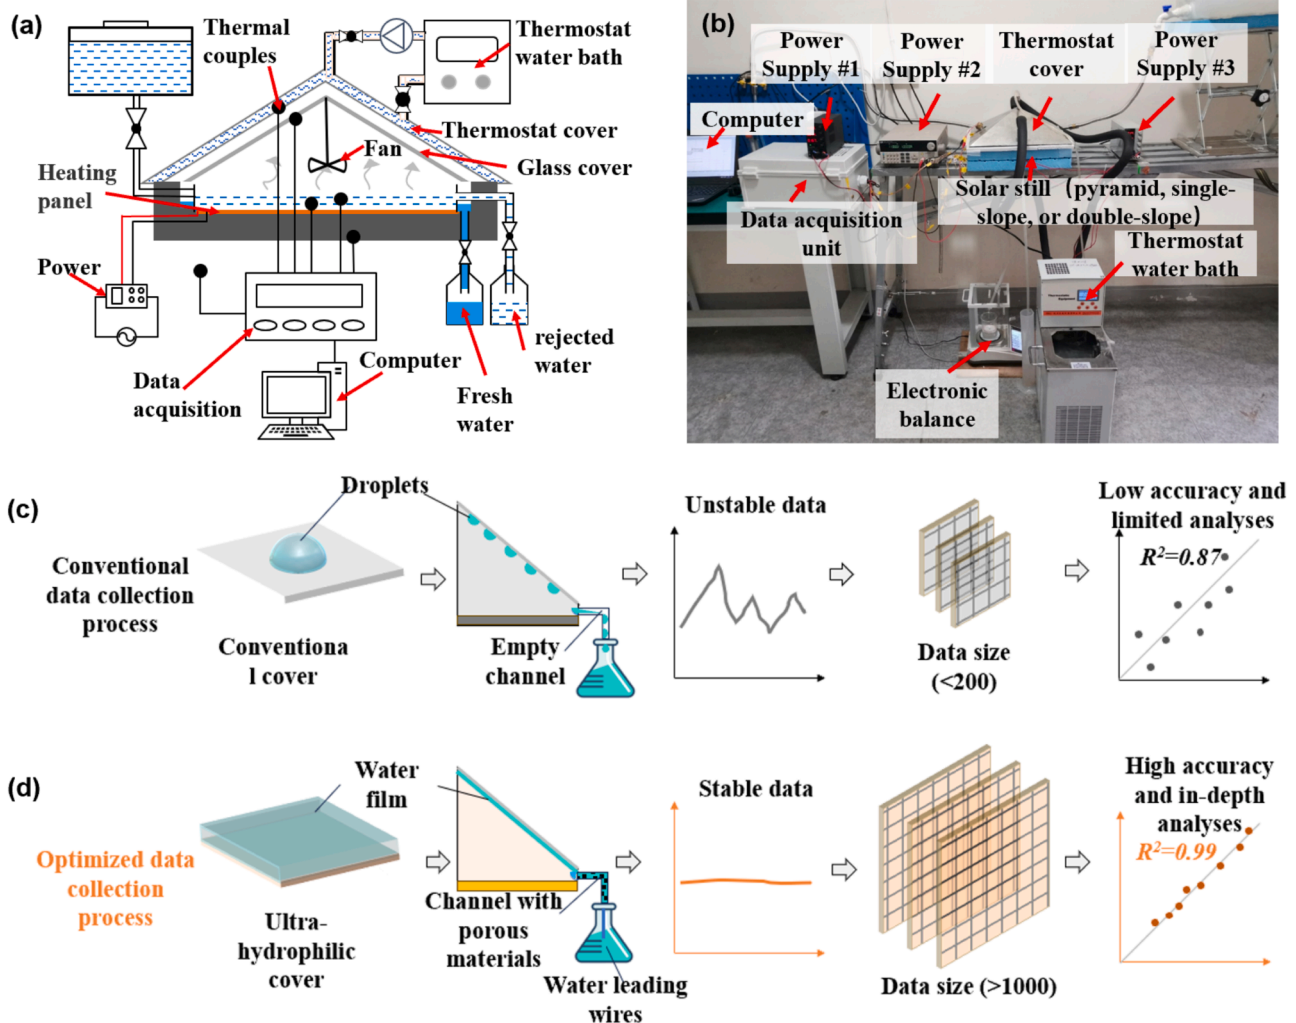 (a)
Thermal
couples
Thermostat
water bath
Thermostat cover
Fan
Glass cover
Heating
panel
Power
Data
acquisition
Computer
Fresh
water
rejected
water
(b)
Power
Supply #1
Power
Supply #2
Thermostat
cover
Power
Supply #3
Computer
Data acquisition
unit
Solar still（pyramid, single-
slope, or double-slope）
Thermostat
water bath
Electronic
balance
(c)
Conventional
data collection
process
Droplets
Conventiona
l cover
Empty
channel
Unstable data
Data size
(<200)
Low accuracy and
limited analyses
R²=0.87
(d)
Optimized data
collection
process
Water
film
Ultra-
hydrophilic
cover
Channel with
porous
materials
Water leading
wires
Stable data
Data size (>1000)
High accuracy
and in-depth
analyses
R²=0.99